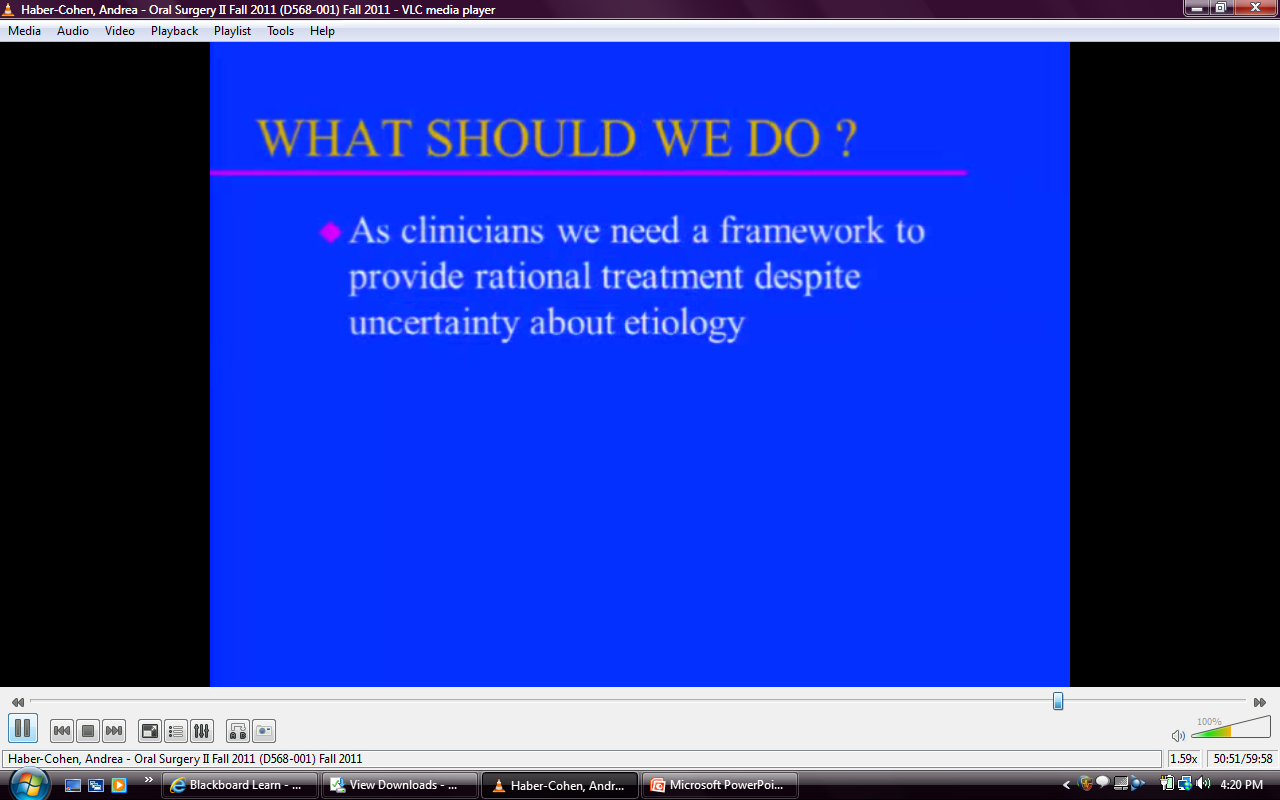 Haber-Cohen, Andrea - Oral Surgery II Fall 2011 (D568-001) Fall 2011 - VLC media player
Media Audio Video Playback Playlist Tools Help
WHAT SHOULD WE DO ?
As clinicians we need a framework to
provide rational treatment despite
uncertainty about etiology
100%
Haber-Cohen, Andrea - Oral Surgery II Fall 2011 (D568-001) Fall 2011 1.59x 50:51/59:58
Blackboard Learn - ... View Downloads - ... Haber-Cohen, Andr... Microsoft PowerPoi... 4:20 PM